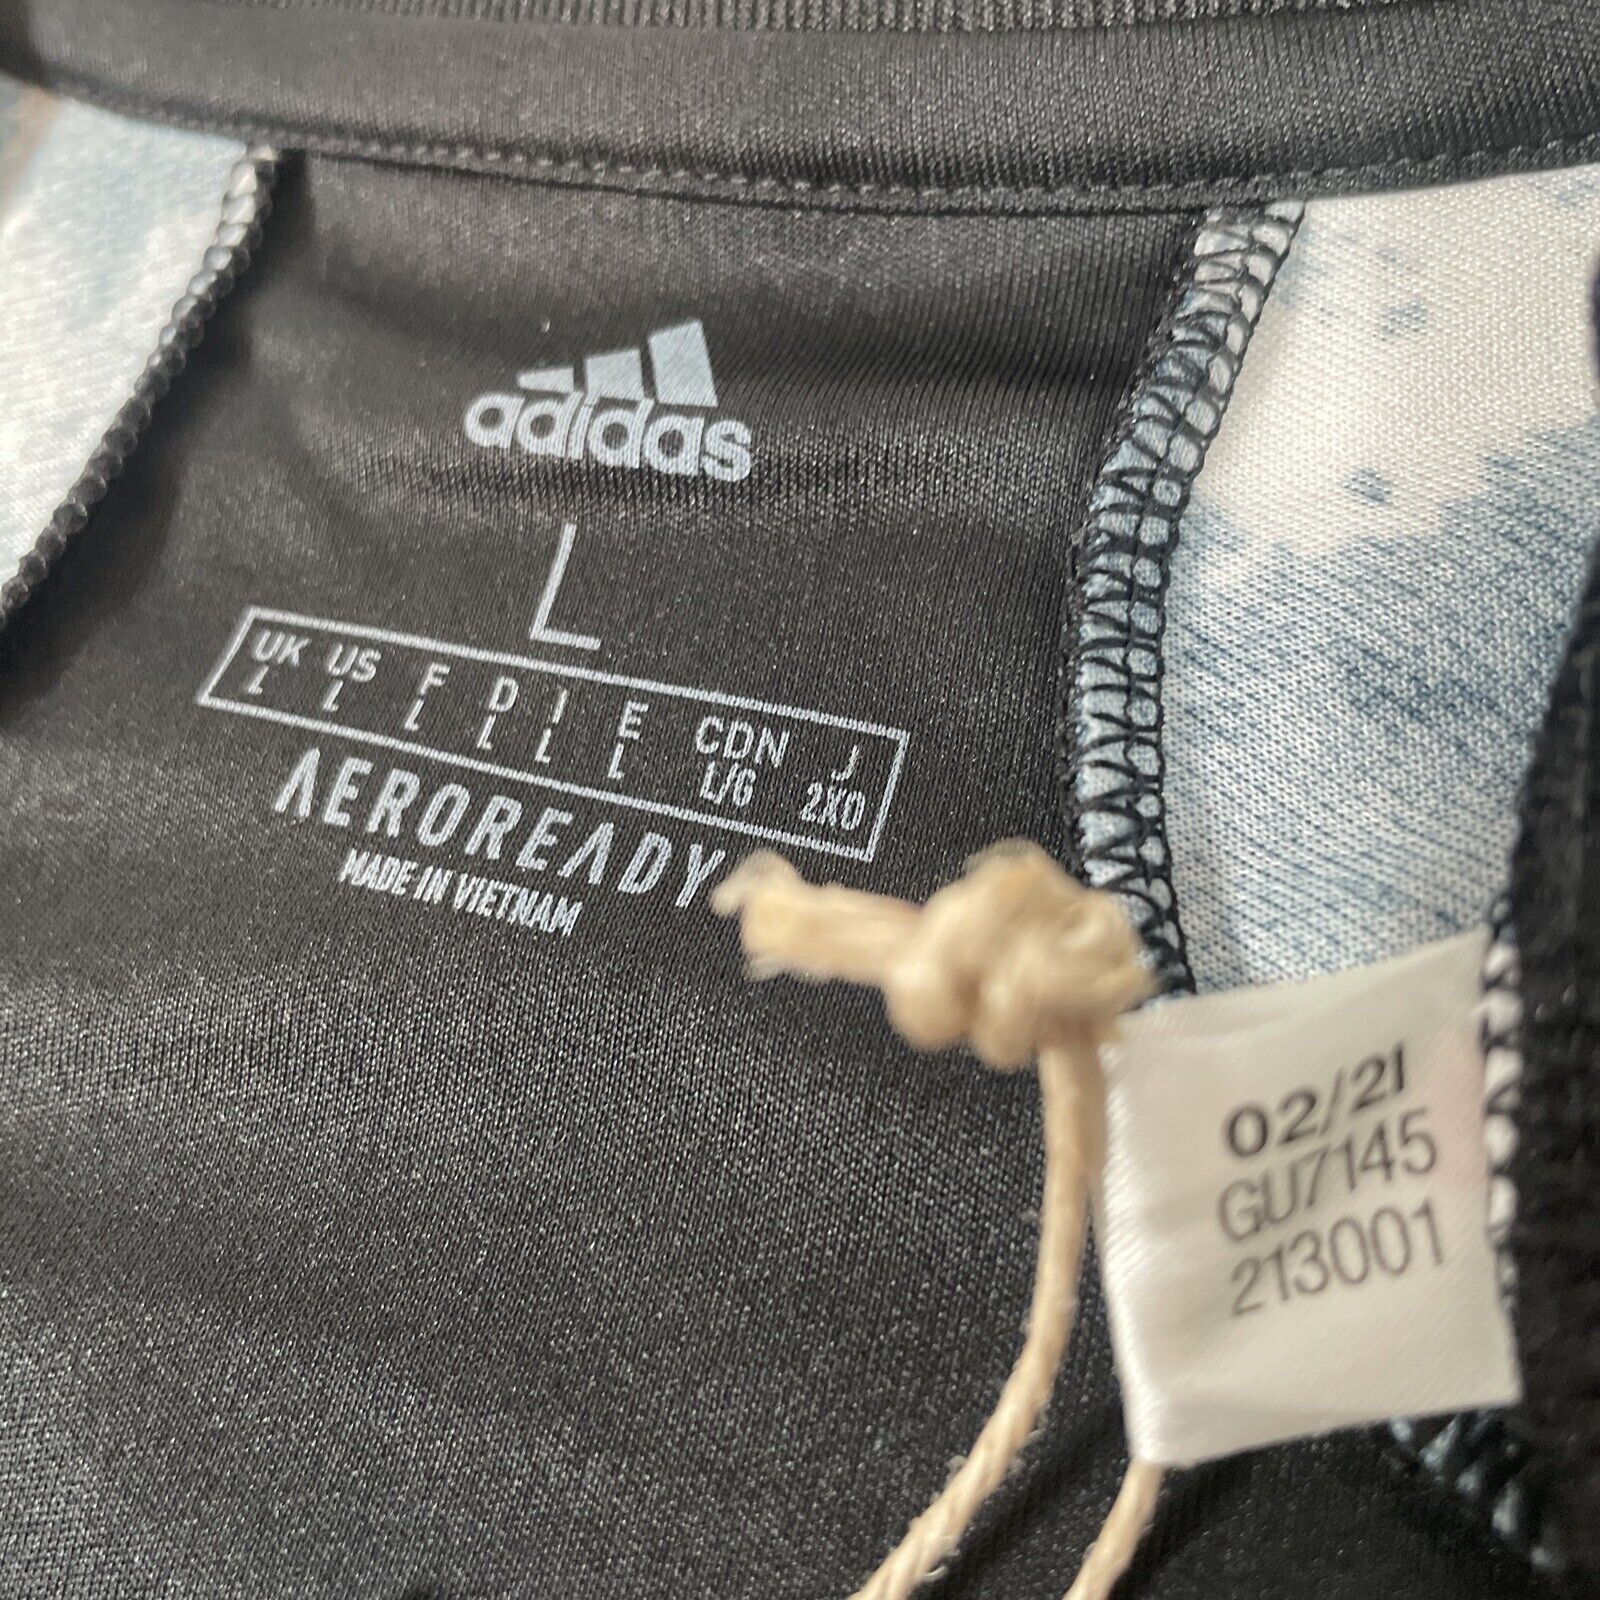 adidas
L
UK US F D I E CDN J
L L L L L L L/G 2XO
AEROREADY
MADE IN VIETNAM
02/21
GU7145
213001